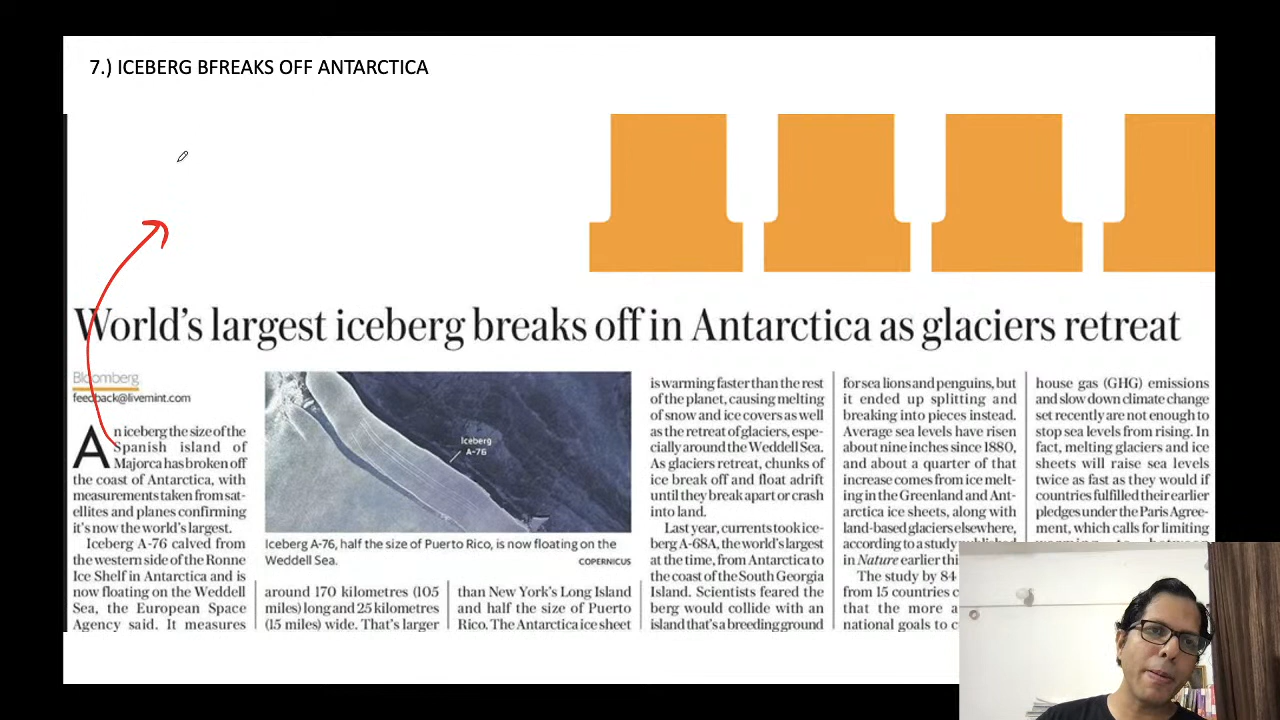 7.) ICEBERG BFREAKS OFF ANTARCTICA
World's largest iceberg breaks off in Antarctica as glaciers retreat
Bloomberg
feedback@livemint.com
An iceberg the size of the
Spanish island of
Majorca has broken off
the coast of Antarctica, with
measurements taken from sat-
ellites and planes confirming
it's now the world's largest.
Iceberg A-76 calved from
the western side of the Ronne
Ice Shelf in Antarctica and is
now floating on the Weddell
Sea, the European Space
Agency said. It measures
Iceberg
A-76
Iceberg A-76, half the size of Puerto Rico, is now floating on the
Weddell Sea.
COPERNICUS
around 170 kilometres (105
miles) long and 25 kilometres
(15 miles) wide. That's larger
than New York's Long Island
and half the size of Puerto
Rico. The Antarctica ice sheet
is warming faster than the rest
of the planet, causing melting
of snow and ice covers as well
as the retreat of glaciers, espe-
cially around the Weddell Sea.
As glaciers retreat, chunks of
ice break off and float adrift
until they break apart or crash
into land.
Last year, currents took ice-
berg A-68A, the world's largest
at the time, from Antarctica to
the coast of the South Georgia
Island. Scientists feared the
berg would collide with an
island that's a breeding ground
for sea lions and penguins, but
it ended up splitting and
breaking into pieces instead.
Average sea levels have risen
about nine inches since 1880,
and about a quarter of that
increase comes from ice melt-
ing in the Greenland and Ant-
arctica ice sheets, along with
land-based glaciers elsewhere,
according to a study published
in Nature earlier thi
The study by 84
from 15 countries c
that the more a
national goals to c
house gas (GHG) emissions
and slow down climate change
set recently are not enough to
stop sea levels from rising. In
fact, melting glaciers and ice
sheets will raise sea levels
twice as fast as they would if
countries fulfilled their earlier
pledges under the Paris Agree-
ment, which calls for limiting